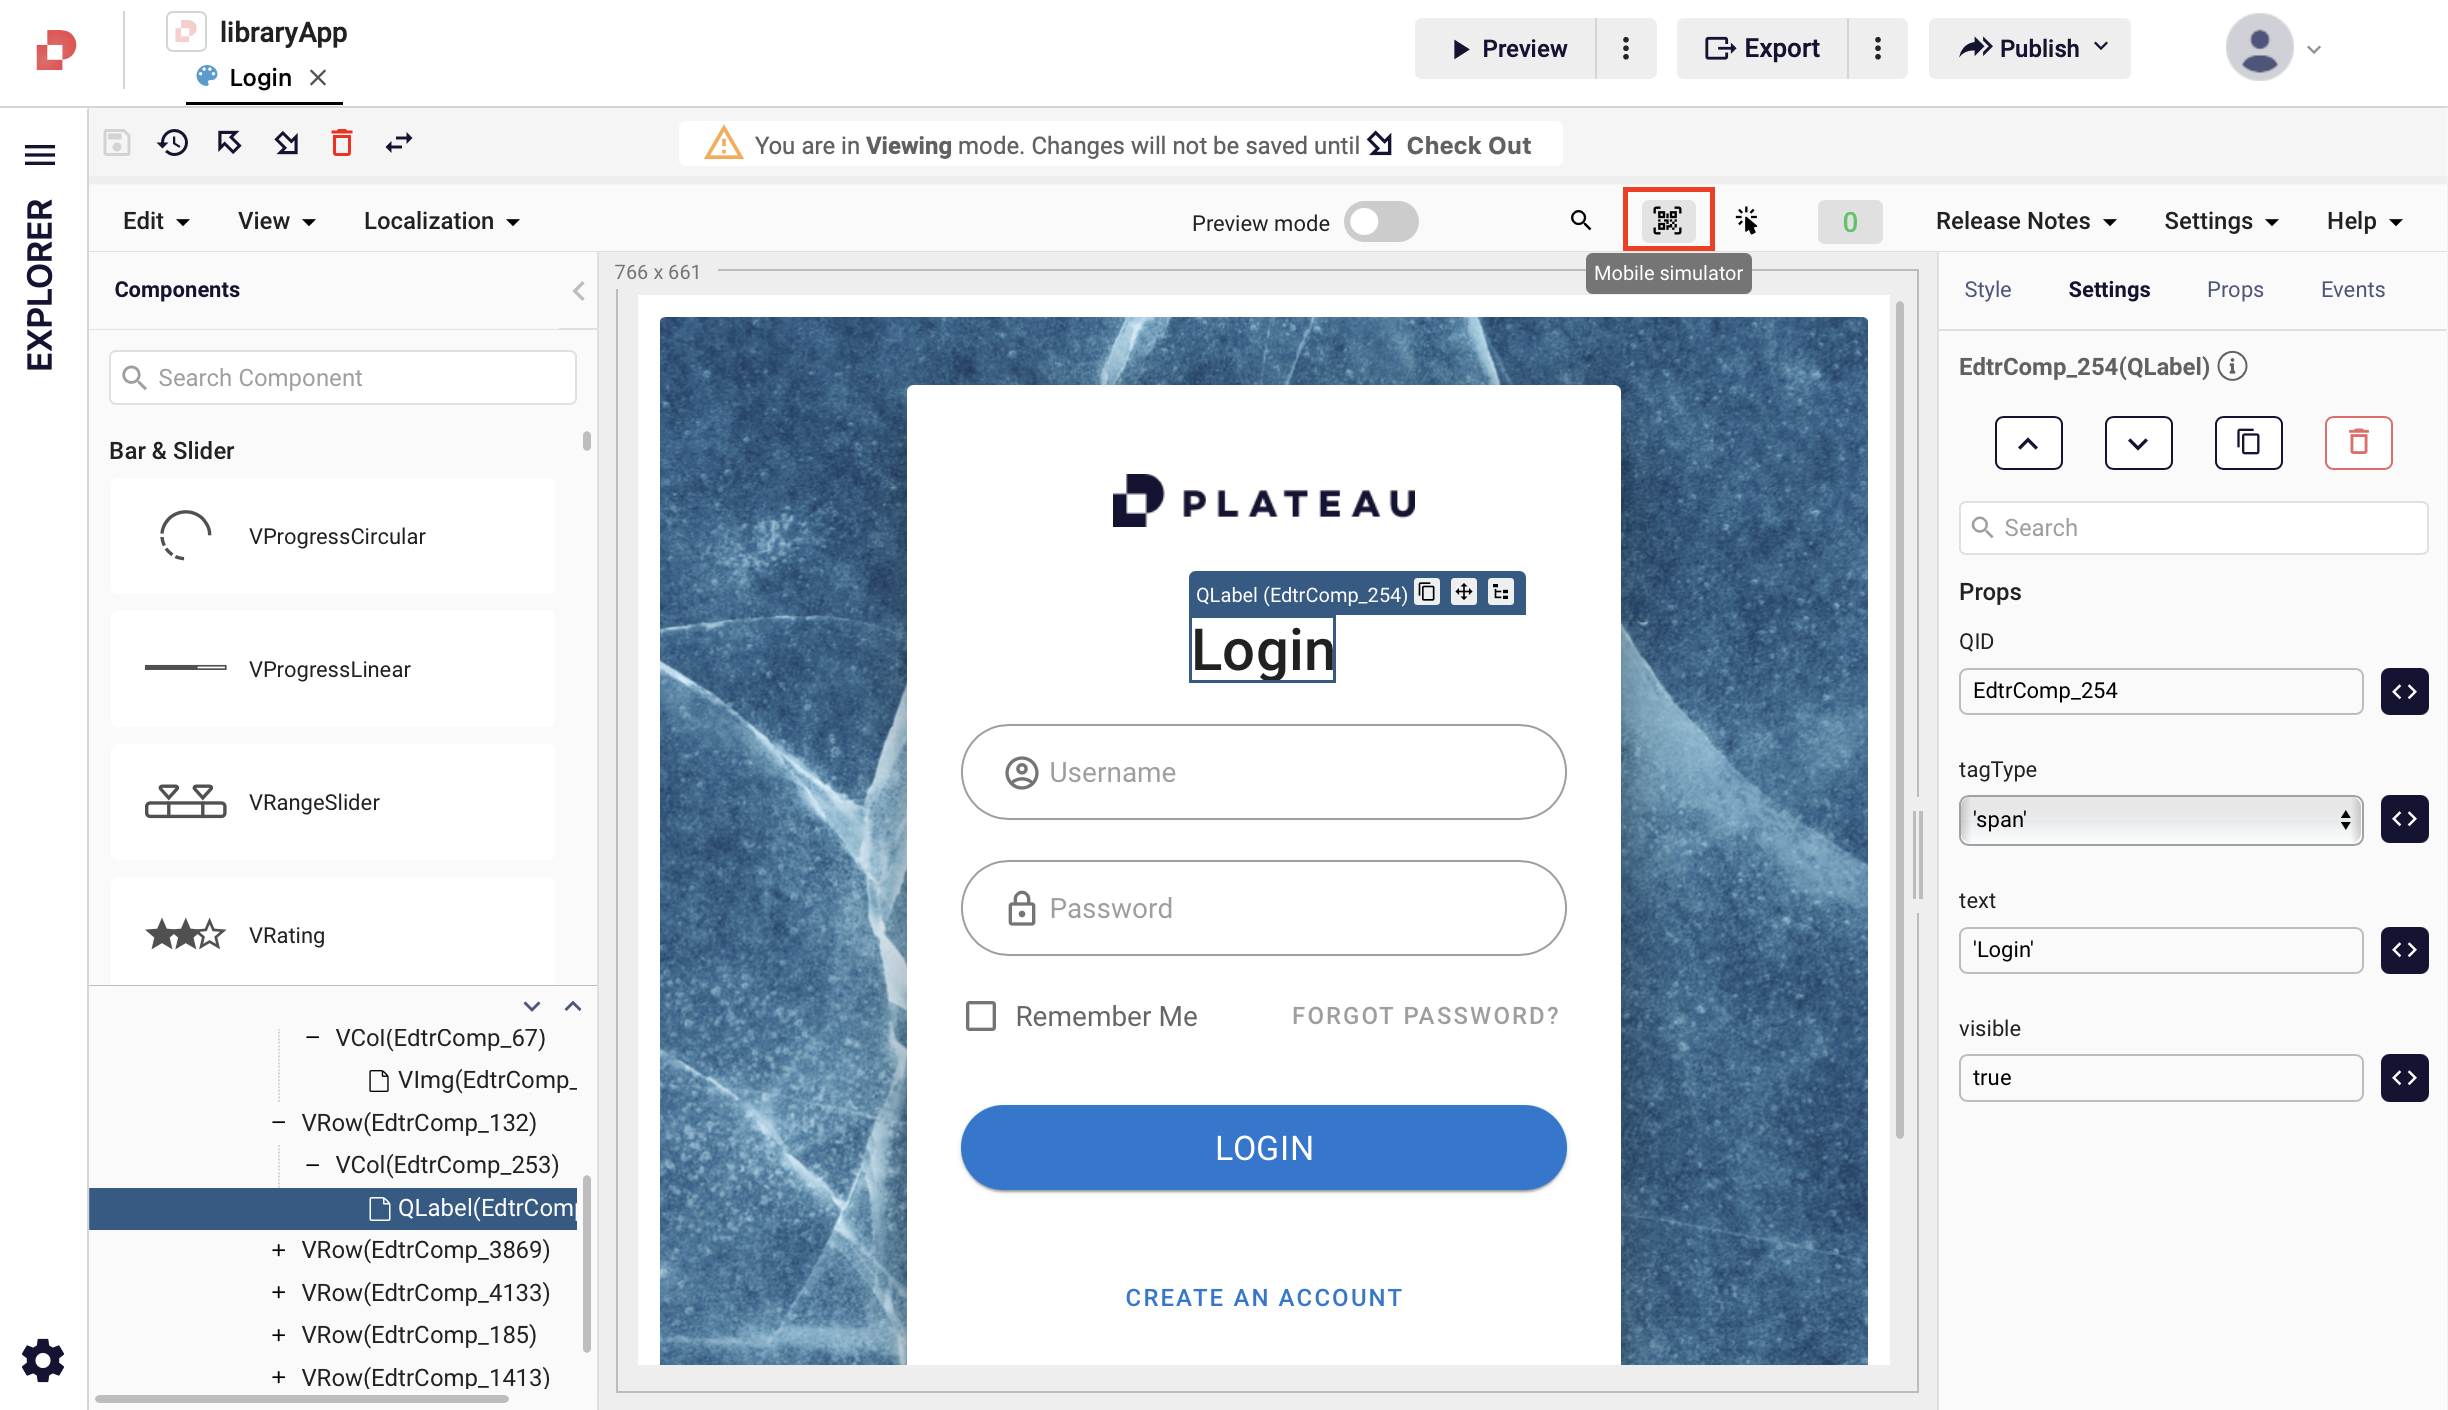 libraryApp
Login
Preview
Export
Publish
EXPLORER
You are in Viewing mode. Changes will not be saved until Check Out
Edit
View
Localization
Preview mode
0
Release Notes
Settings
Help
Mobile simulator
Components
Search Component
Bar & Slider
VProgressCircular
VProgressLinear
VRangeSlider
VRating
VCol(EdtrComp_67)
VImg(EdtrComp_
VRow(EdtrComp_132)
VCol(EdtrComp_253)
QLabel(EdtrComp
VRow(EdtrComp_3869)
VRow(EdtrComp_4133)
VRow(EdtrComp_185)
VRow(EdtrComp_1413)
766 x 661
PLATEAU
QLabel (EdtrComp_254)
Login
Username
Password
Remember Me
FORGOT PASSWORD?
LOGIN
CREATE AN ACCOUNT
Style
Settings
Props
Events
EdtrComp_254(QLabel)
Search
Props
QID
EdtrComp_254
tagType
'span'
text
'Login'
visible
true